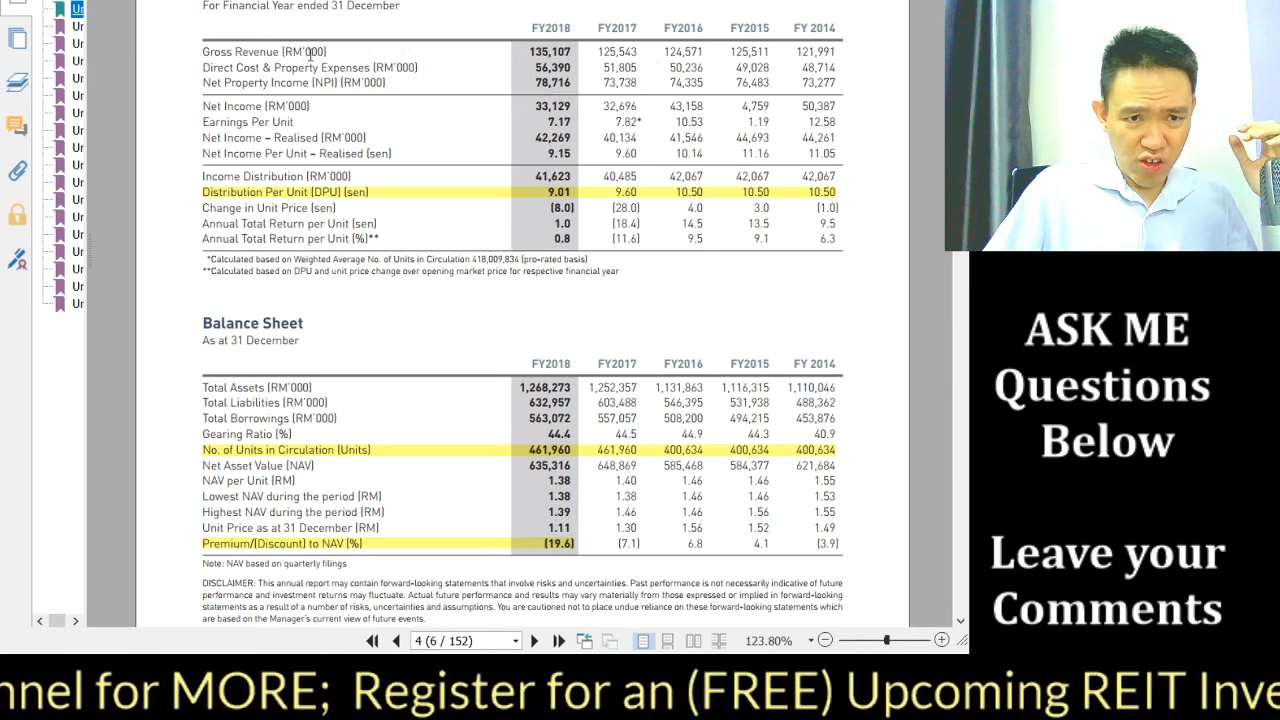 Ur
For Financial Year ended 31 December
FY2018 FY2017 FY2016 FY2015 FY 2014
Ur
Ur
Gross Revenue (RM'000) 135,107 125,543 124,571 125,511 121,991
Ur
Direct Cost & Property Expenses (RM'000) 56,390 51,805 50,236 49,028 48,714
Ur
Net Property Income (NPI) (RM'000) 78,716 73,738 74,335 76,483 73,277
Ur
Net Income (RM'000) 33,129 32,696 43,158 4,759 50,387
Ur
Earnings Per Unit 7.17 7.82* 10.53 1.19 12.58
Ur
Net Income – Realised (RM'000) 42,269 40,134 41,546 44,693 44,261
Ur
Net Income Per Unit – Realised (sen) 9.15 9.60 10.14 11.16 11.05
Ur
Income Distribution (RM'000) 41,623 40,485 42,067 42,067 42,067
Ur
Distribution Per Unit (DPU) (sen) 9.01 9.60 10.50 10.50 10.50
Ur
Change in Unit Price (sen) (8.0) (28.0) 4.0 3.0 (1.0)
Ur
Annual Total Return per Unit (sen) 1.0 (18.4) 14.5 13.5 9.5
Ur
Annual Total Return per Unit (%)** 0.8 (11.6) 9.5 9.1 6.3
Ur
*Calculated based on Weighted Average No. of Units in Circulation 418,009,834 (pro-rated basis)
Ur
**Calculated based on DPU and unit price change over opening market price for respective financial year
Ur
Ur
Balance Sheet
As at 31 December
FY2018 FY2017 FY2016 FY2015 FY 2014
Total Assets (RM'000) 1,268,273 1,252,357 1,131,863 1,116,315 1,110,046
Total Liabilities (RM'000) 632,957 603,488 546,395 531,938 488,362
Total Borrowings (RM'000) 563,072 557,057 508,200 494,215 453,876
Gearing Ratio (%) 44.4 44.5 44.9 44.3 40.9
No. of Units in Circulation (Units) 461,960 461,960 400,634 400,634 400,634
Net Asset Value (NAV) 635,316 648,869 585,468 584,377 621,684
NAV per Unit (RM) 1.38 1.40 1.46 1.46 1.55
Lowest NAV during the period (RM) 1.38 1.38 1.46 1.46 1.53
Highest NAV during the period (RM) 1.39 1.46 1.46 1.56 1.55
Unit Price as at 31 December (RM) 1.11 1.30 1.56 1.52 1.49
Premium/(Discount) to NAV (%) (19.6) (7.1) 6.8 4.1 (3.9)
Note: NAV based on quarterly filings
DISCLAIMER: This annual report may contain forward-looking statements that involve risks and uncertainties. Past performance is not necessarily indicative of future
performance and investment returns may fluctuate. Actual future performance and results may vary materially from those expressed or implied in forward-looking
statements as a result of a number of risks, uncertainties and assumptions. You are cautioned not to place undue reliance on these forward-looking statements which
are based on the Manager's current view of future events.
4 (6 / 152)
123.80%
ASK ME
Questions
Below
Leave your
Comments
nnel for MORE; Register for an (FREE) Upcoming REIT Inve